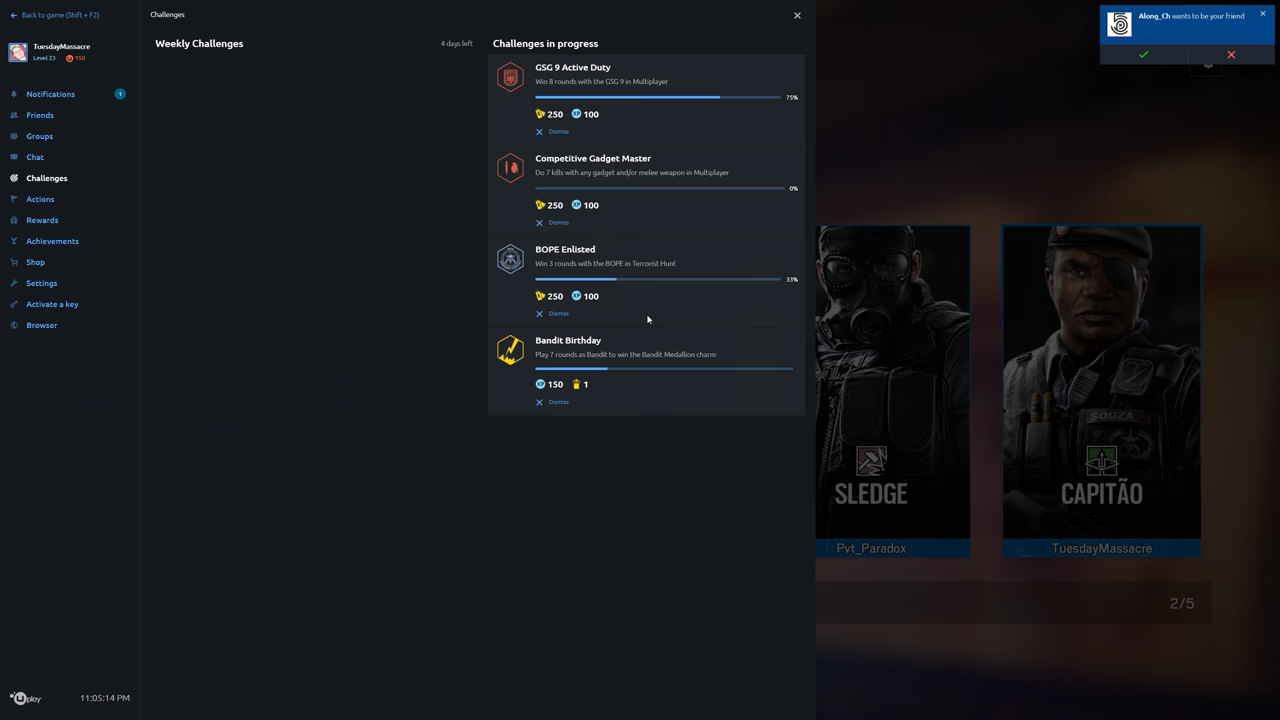 Back to game (Shift + F2)
TuesdayMassacre
Level 23 150
Notifications 1
Friends
Groups
Chat
Challenges
Actions
Rewards
Achievements
Shop
Settings
Activate a key
Browser
uplay 11:05:14 PM
Challenges
Weekly Challenges 4 days left
Challenges in progress
GSG 9 Active Duty
Win 8 rounds with the GSG 9 in Multiplayer
75%
250 XP 100
Dismiss
Competitive Gadget Master
Do 7 kills with any gadget and/or melee weapon in Multiplayer
0%
250 XP 100
Dismiss
BOPE Enlisted
Win 3 rounds with the BOPE in Terrorist Hunt
33%
250 XP 100
Dismiss
Bandit Birthday
Play 7 rounds as Bandit to win the Bandit Medallion charm
XP 150 1
Dismiss
Along_Ch wants to be your friend
SLEDGE
Pvt_Paradox
SOUZA
CAPITÃO
TuesdayMassacre
2/5